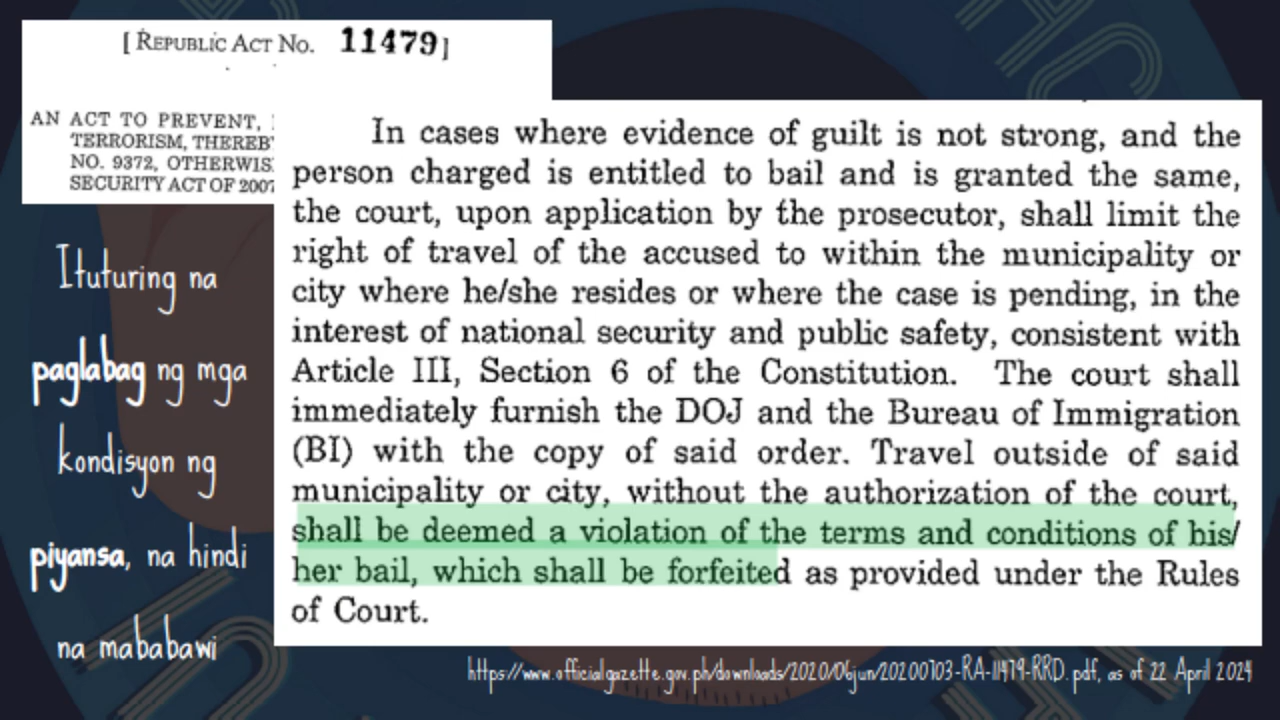 [ REPUBLIC ACT NO. 11479]
AN ACT TO PREVENT,
TERRORISM, THEREB
NO. 9372, OTHERWIS
SECURITY ACT OF 2007
In cases where evidence of guilt is not strong, and the
person charged is entitled to bail and is granted the same,
the court, upon application by the prosecutor, shall limit the
right of travel of the accused to within the municipality or
city where he/she resides or where the case is pending, in the
interest of national security and public safety, consistent with
Article III, Section 6 of the Constitution. The court shall
immediately furnish the DOJ and the Bureau of Immigration
(BI) with the copy of said order. Travel outside of said
municipality or city, without the authorization of the court,
shall be deemed a violation of the terms and conditions of his/
her bail, which shall be forfeited as provided under the Rules
of Court.
Ituturing na
paglabag ng mga
kondisyon ng
piyansa, na hindi
na mababawi
https://www.officialgazette.gov.ph/downloads/2020/06jun/20200703-RA-11479-RRD.pdf, as of 22 April 2024